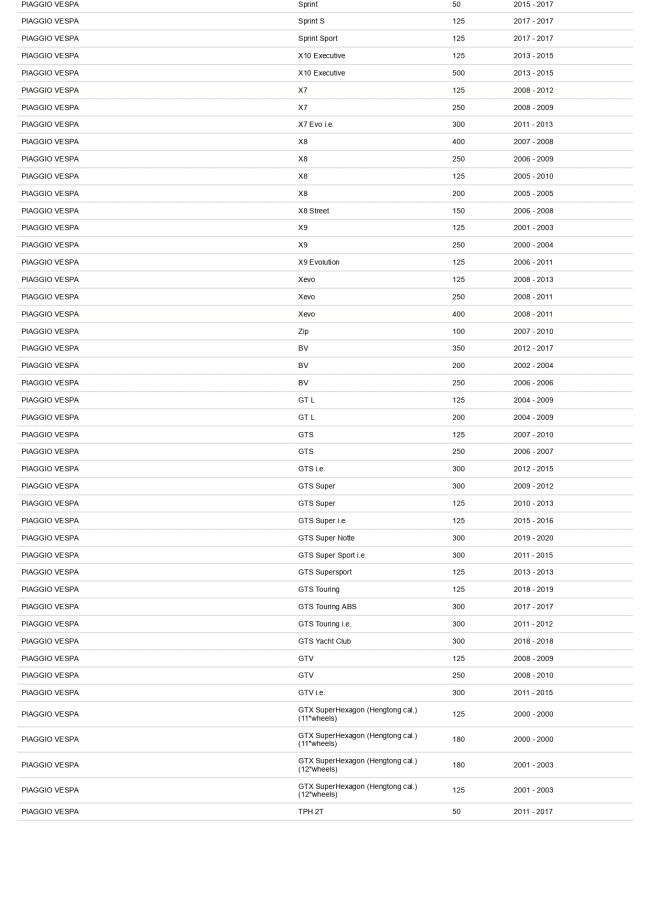 PIAGGIO VESPA Sprint 50 2015 - 2017
PIAGGIO VESPA Sprint S 125 2017 - 2017
PIAGGIO VESPA Sprint Sport 125 2017 - 2017
PIAGGIO VESPA X10 Executive 125 2013 - 2015
PIAGGIO VESPA X10 Executive 500 2013 - 2015
PIAGGIO VESPA X7 125 2008 - 2012
PIAGGIO VESPA X7 250 2008 - 2009
PIAGGIO VESPA X7 Evo i.e. 300 2011 - 2013
PIAGGIO VESPA X8 400 2007 - 2008
PIAGGIO VESPA X8 250 2006 - 2009
PIAGGIO VESPA X8 125 2005 - 2010
PIAGGIO VESPA X8 200 2005 - 2005
PIAGGIO VESPA X8 Street 150 2006 - 2008
PIAGGIO VESPA X9 125 2001 - 2003
PIAGGIO VESPA X9 250 2000 - 2004
PIAGGIO VESPA X9 Evolution 125 2006 - 2011
PIAGGIO VESPA Xevo 125 2008 - 2013
PIAGGIO VESPA Xevo 250 2008 - 2011
PIAGGIO VESPA Xevo 400 2008 - 2011
PIAGGIO VESPA Zip 100 2007 - 2010
PIAGGIO VESPA BV 350 2012 - 2017
PIAGGIO VESPA BV 200 2002 - 2004
PIAGGIO VESPA BV 250 2006 - 2006
PIAGGIO VESPA GT L 125 2004 - 2009
PIAGGIO VESPA GT L 200 2004 - 2009
PIAGGIO VESPA GTS 125 2007 - 2010
PIAGGIO VESPA GTS 250 2006 - 2007
PIAGGIO VESPA GTS i.e. 300 2012 - 2015
PIAGGIO VESPA GTS Super 300 2009 - 2012
PIAGGIO VESPA GTS Super 125 2010 - 2013
PIAGGIO VESPA GTS Super i.e. 125 2015 - 2016
PIAGGIO VESPA GTS Super Notte 300 2019 - 2020
PIAGGIO VESPA GTS Super Sport i.e. 300 2011 - 2015
PIAGGIO VESPA GTS Supersport 125 2013 - 2013
PIAGGIO VESPA GTS Touring 125 2018 - 2019
PIAGGIO VESPA GTS Touring ABS 300 2017 - 2017
PIAGGIO VESPA GTS Touring i.e. 300 2011 - 2012
PIAGGIO VESPA GTS Yacht Club 300 2018 - 2018
PIAGGIO VESPA GTV 125 2008 - 2009
PIAGGIO VESPA GTV 250 2008 - 2010
PIAGGIO VESPA GTV i.e. 300 2011 - 2015
PIAGGIO VESPA GTX SuperHexagon (Hengtong cal.)
(11"wheels) 125 2000 - 2000
PIAGGIO VESPA GTX SuperHexagon (Hengtong cal.)
(11"wheels) 180 2000 - 2000
PIAGGIO VESPA GTX SuperHexagon (Hengtong cal.)
(12"wheels) 180 2001 - 2003
PIAGGIO VESPA GTX SuperHexagon (Hengtong cal.)
(12"wheels) 125 2001 - 2003
PIAGGIO VESPA TPH 2T 50 2011 - 2017